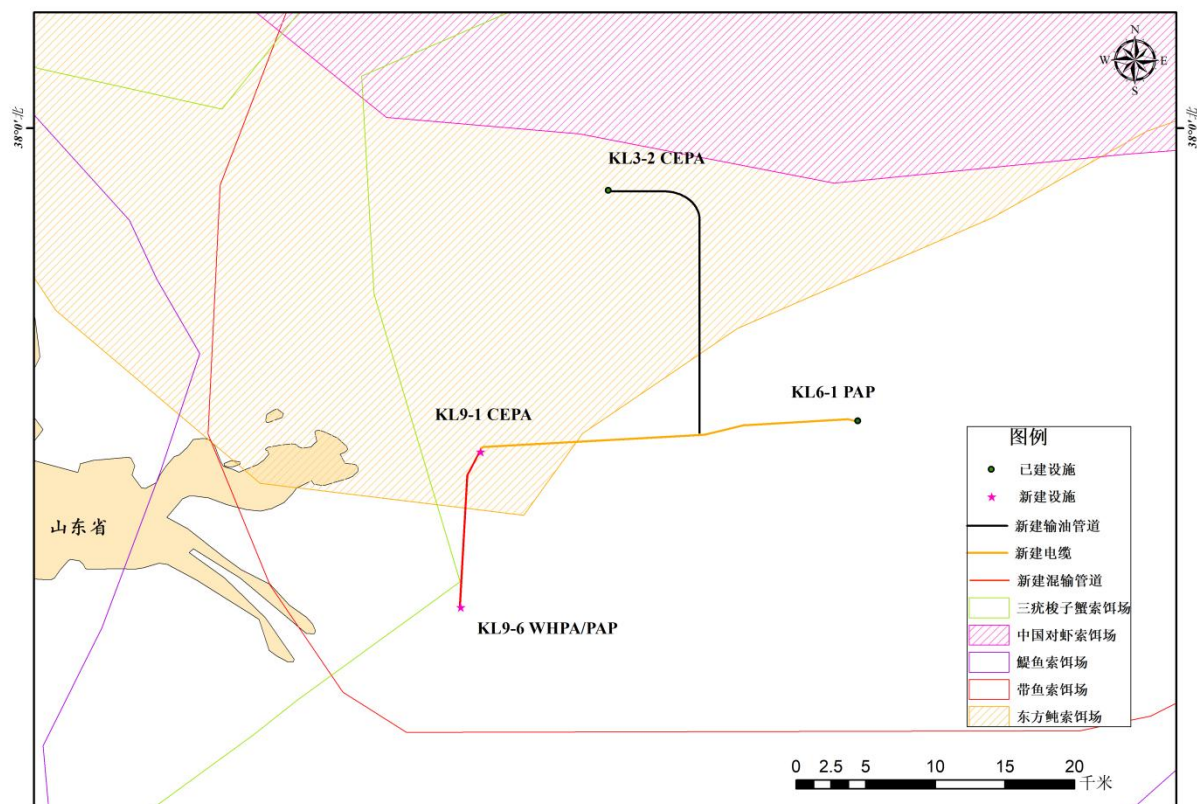 N
W E
S
38°0' 北
38°0' 北
KL3-2 CEPA
KL6-1 PAP
KL9-1 CEPA
山东省
KL9-6 WHPA/PAP
图例
已建设施
新建设施
新建输油管道
新建电缆
新建混输管道
三疣梭子蟹索饵场
中国对虾索饵场
鳀鱼索饵场
带鱼索饵场
东方鲀索饵场
0 2.5 5 10 15 20
千米